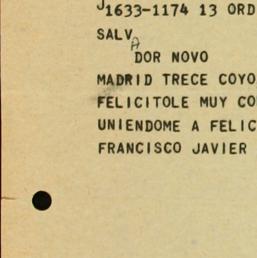 J1633-1174 13 ORD
SALV
A
DOR NOVO
MADRID TRECE COYO
FELICITOLE MUY CO
UNIENDOME A FELIC
FRANCISCO JAVIER